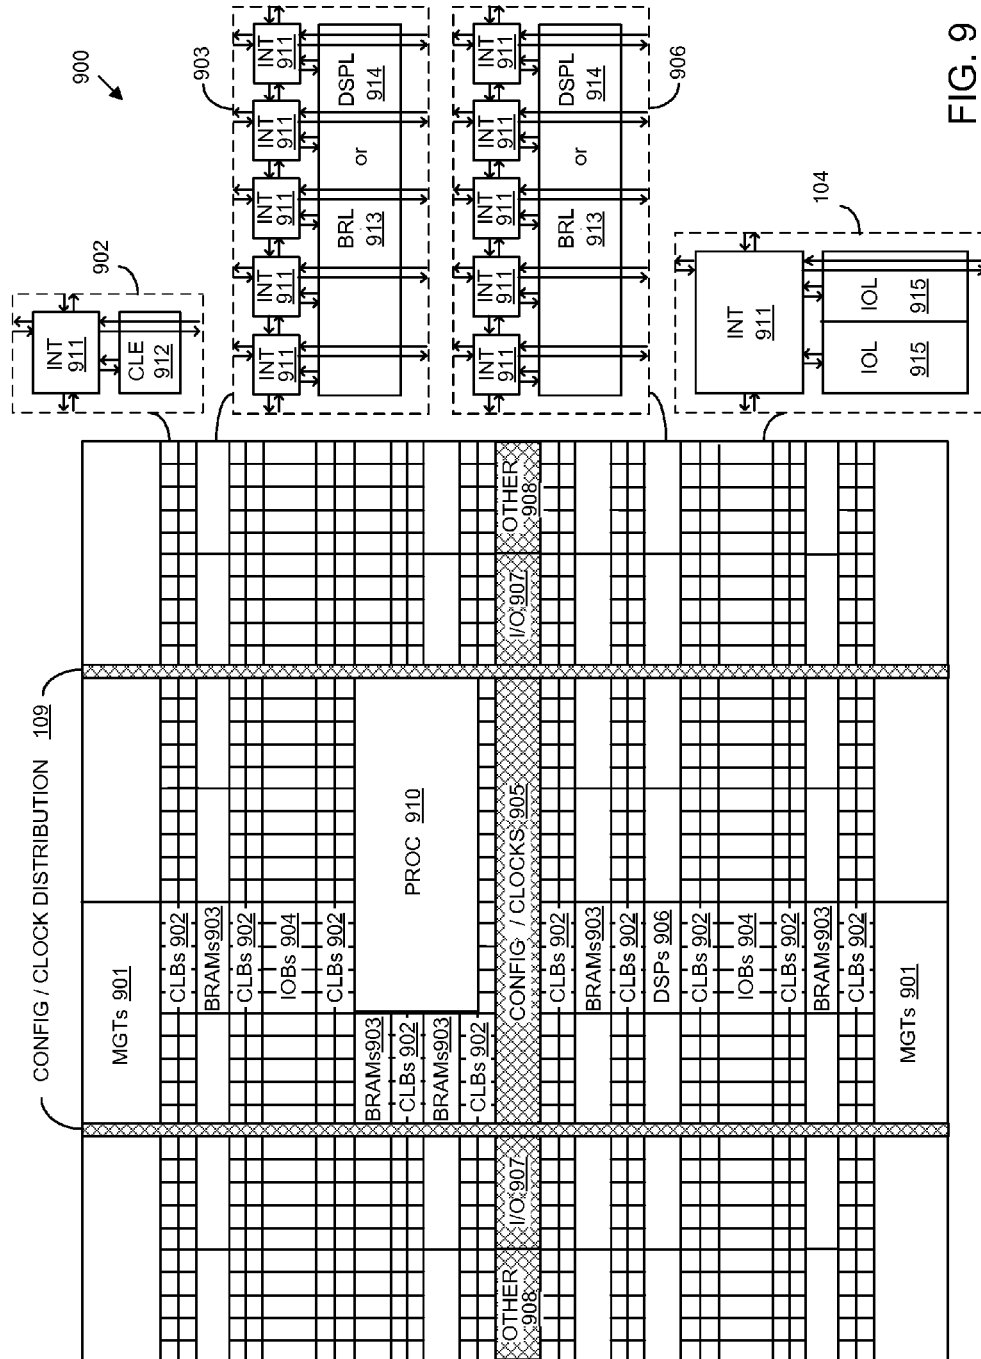 CONFIG / CLOCK DISTRIBUTION 109
MGTs 901
CLBs 902
BRAMs903
CLBs 902
IOBs 904
CLBs 902
PROC 910
BRAMs903
CLBs 902
BRAMs903
CLBs 902
OTHER 908
I/O 907
CONFIG / CLOCKS 905
I/O 907
OTHER 908
CLBs 902
BRAMs903
CLBs 902
DSPs 906
CLBs 902
IOBs 904
CLBs 902
BRAMs903
CLBs 902
MGTs 901
900
902
INT 911
CLE 912
903
INT 911
INT 911
INT 911
INT 911
INT 911
BRL 913
or
DSPL 914
INT 911
INT 911
INT 911
INT 911
INT 911
BRL 913
or
DSPL 914
906
104
INT 911
IOL 915
IOL 915
FIG. 9